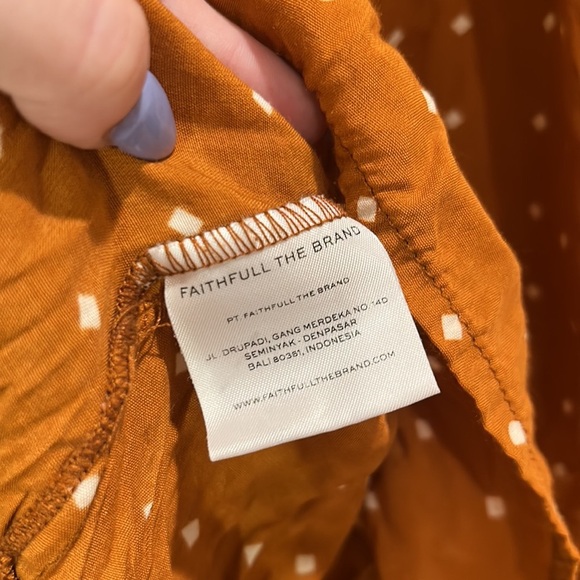 FAITHFULL THE BRAND
PT. FAITHFULL THE BRAND
JL. DRUPADI, GANG MERDEKA NO. 14D
SEMINYAK - DENPASAR
BALI 80361, INDONESIA
WWW.FAITHFULLTHEBRAND.COM